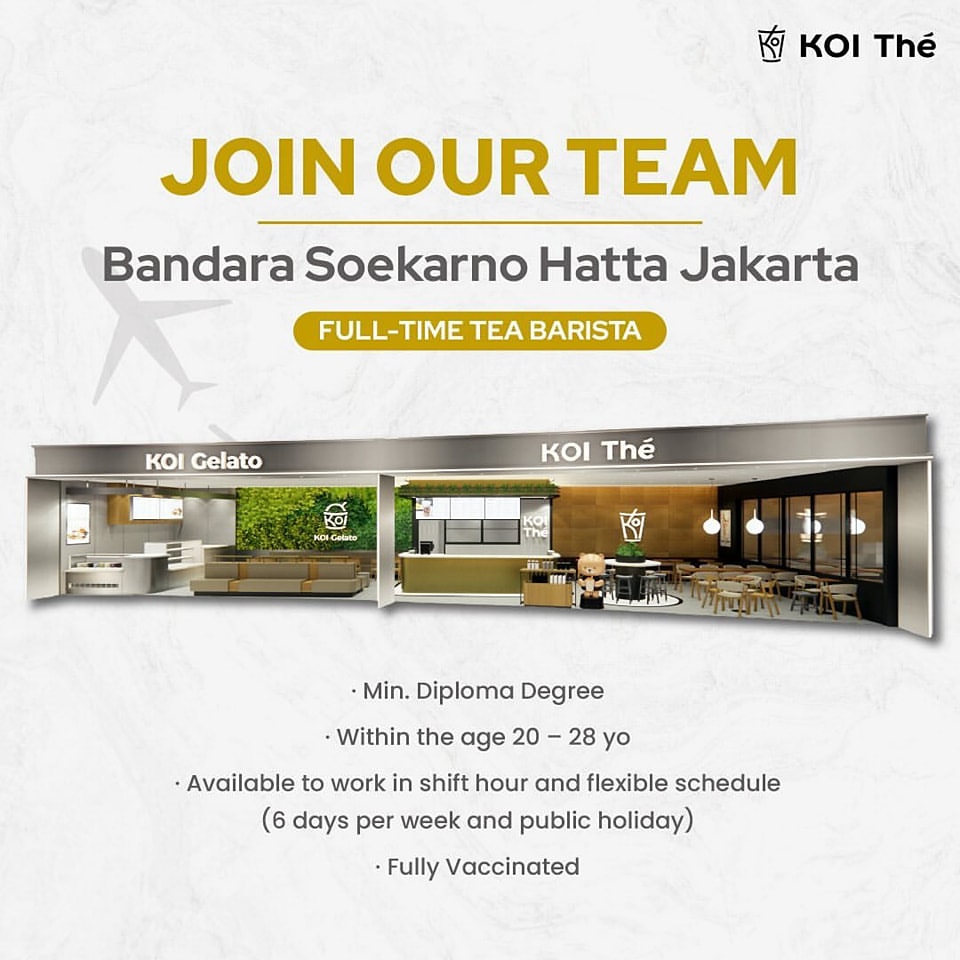 KOI Thé
JOIN OUR TEAM
Bandara Soekarno Hatta Jakarta
FULL-TIME TEA BARISTA
KOI Gelato
KOI Thé
KOI
KOI Gelato
KOI
Thé
KOI
· Min. Diploma Degree
· Within the age 20 – 28 yo
· Available to work in shift hour and flexible schedule
(6 days per week and public holiday)
· Fully Vaccinated